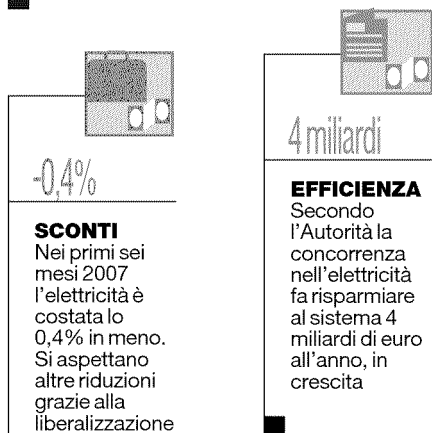 -0,4%
SCONTI
Nei primi sei
mesi 2007
l'elettricità è
costata lo
0,4% in meno.
Si aspettano
altre riduzioni
grazie alla
liberalizzazione
4 miliardi
EFFICIENZA
Secondo
l'Autorità la
concorrenza
nell'elettricità
fa risparmiare
al sistema 4
miliardi di euro
all'anno, in
crescita